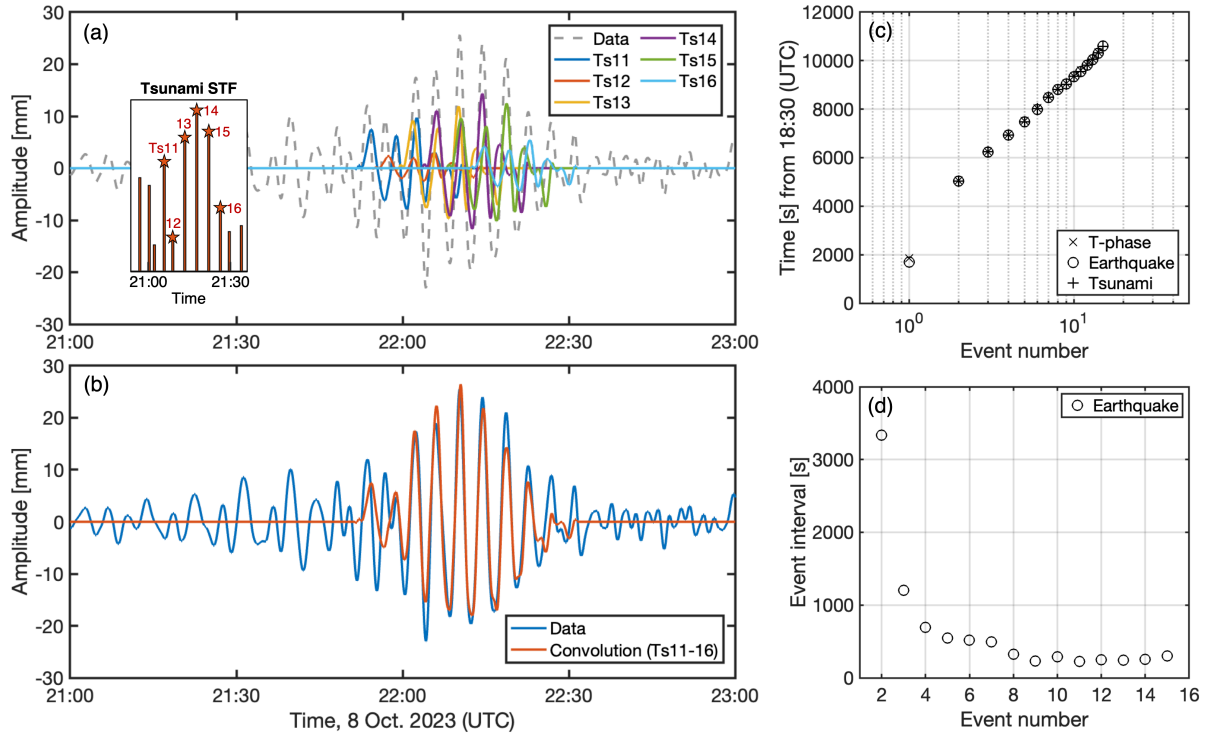 (a)
30
20
10
0
-10
-20
-30
Amplitude [mm]
Data
Ts11
Ts12
Ts13
Ts14
Ts15
Ts16
Tsunami STF
Ts11
12
13
14
15
16
21:00
21:30
Time
21:00
21:30
22:00
22:30
23:00
(b)
30
20
10
0
-10
-20
-30
Amplitude [mm]
Data
Convolution (Ts11-16)
21:00
21:30
22:00
22:30
23:00
Time, 8 Oct. 2023 (UTC)
(c)
12000
10000
8000
6000
4000
2000
0
Time [s] from 18:30 (UTC)
T-phase
Earthquake
Tsunami
10⁰
10¹
Event number
(d)
4000
3000
2000
1000
0
Event interval [s]
Earthquake
2
4
6
8
10
12
14
16
Event number